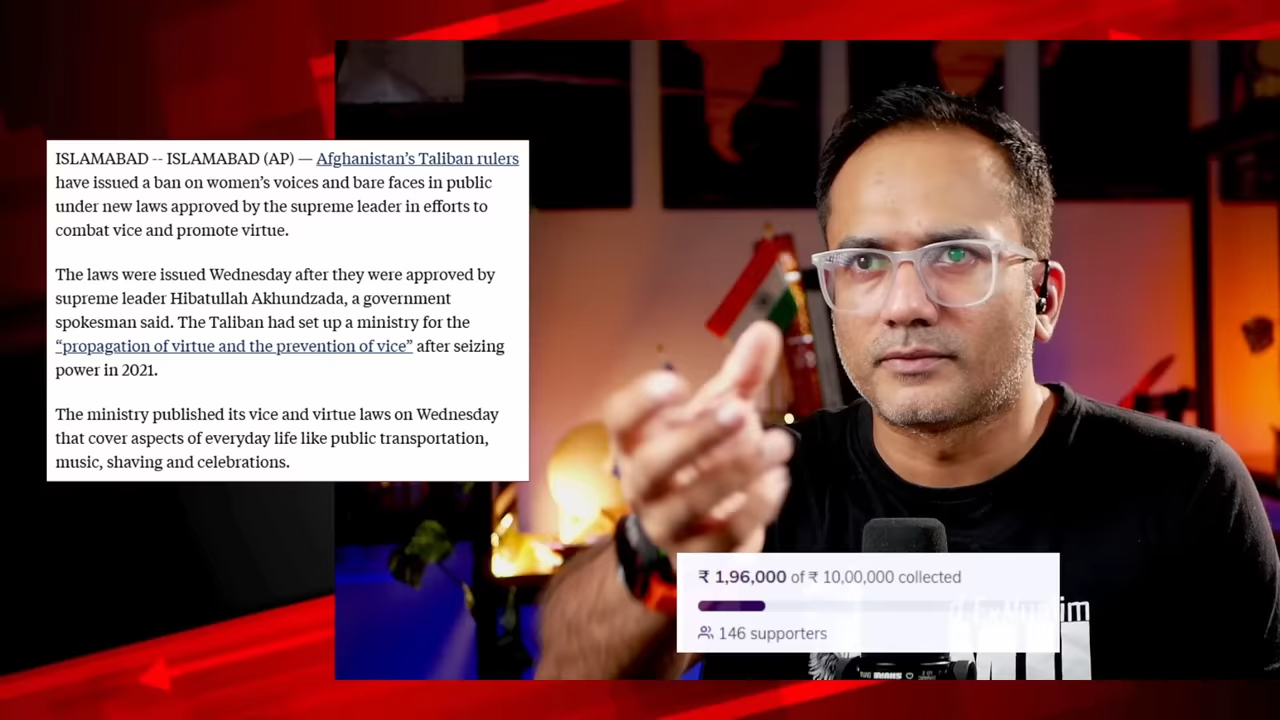 ISLAMABAD -- ISLAMABAD (AP) — Afghanistan’s Taliban rulers
have issued a ban on women’s voices and bare faces in public
under new laws approved by the supreme leader in efforts to
combat vice and promote virtue.
The laws were issued Wednesday after they were approved by
supreme leader Hibatullah Akhundzada, a government
spokesman said. The Taliban had set up a ministry for the
“propagation of virtue and the prevention of vice” after seizing
power in 2021.
The ministry published its vice and virtue laws on Wednesday
that cover aspects of everyday life like public transportation,
music, shaving and celebrations.
₹ 1,96,000 of ₹ 10,00,000 collected
146 supporters